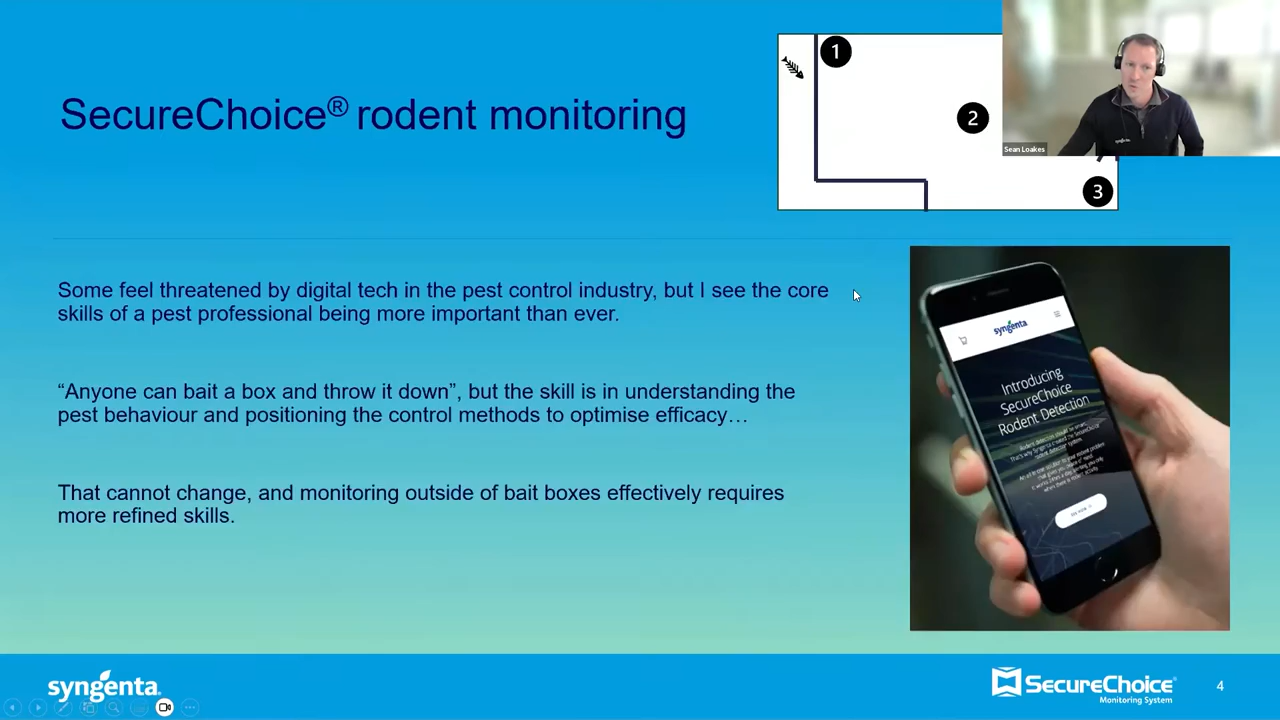 SecureChoice® rodent monitoring
1
2
3
Sean Loakes
syngenta
Some feel threatened by digital tech in the pest control industry, but I see the core
skills of a pest professional being more important than ever.
“Anyone can bait a box and throw it down”, but the skill is in understanding the
pest behaviour and positioning the control methods to optimise efficacy…
That cannot change, and monitoring outside of bait boxes effectively requires
more refined skills.
syngenta
Introducing
SecureChoice
Rodent Detection
syngenta®
SecureChoice®
Monitoring System
4